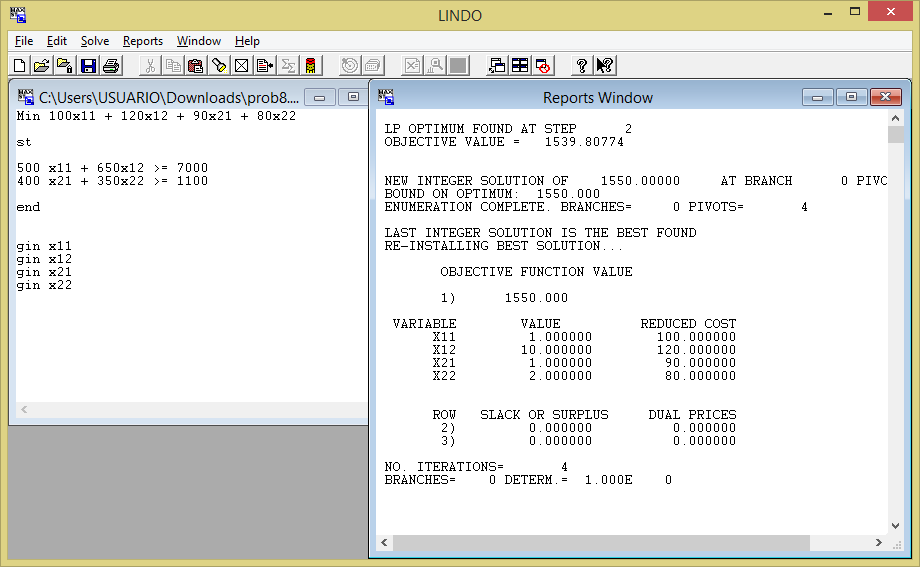 LINDO
File Edit Solve Reports Window Help
C:\Users\USUARIO\Downloads\prob8....
Min 100x11 + 120x12 + 90x21 + 80x22
st
500 x11 + 650x12 >= 7000
400 x21 + 350x22 >= 1100
end
gin x11
gin x12
gin x21
gin x22
Reports Window
LP OPTIMUM FOUND AT STEP 2
OBJECTIVE VALUE = 1539.80774
NEW INTEGER SOLUTION OF 1550.00000 AT BRANCH 0 PIVO
BOUND ON OPTIMUM: 1550.000
ENUMERATION COMPLETE. BRANCHES= 0 PIVOTS= 4
LAST INTEGER SOLUTION IS THE BEST FOUND
RE-INSTALLING BEST SOLUTION...
OBJECTIVE FUNCTION VALUE
1) 1550.000
VARIABLE VALUE REDUCED COST
X11 1.000000 100.000000
X12 10.000000 120.000000
X21 1.000000 90.000000
X22 2.000000 80.000000
ROW SLACK OR SURPLUS DUAL PRICES
2) 0.000000 0.000000
3) 0.000000 0.000000
NO. ITERATIONS= 4
BRANCHES= 0 DETERM.= 1.000E 0